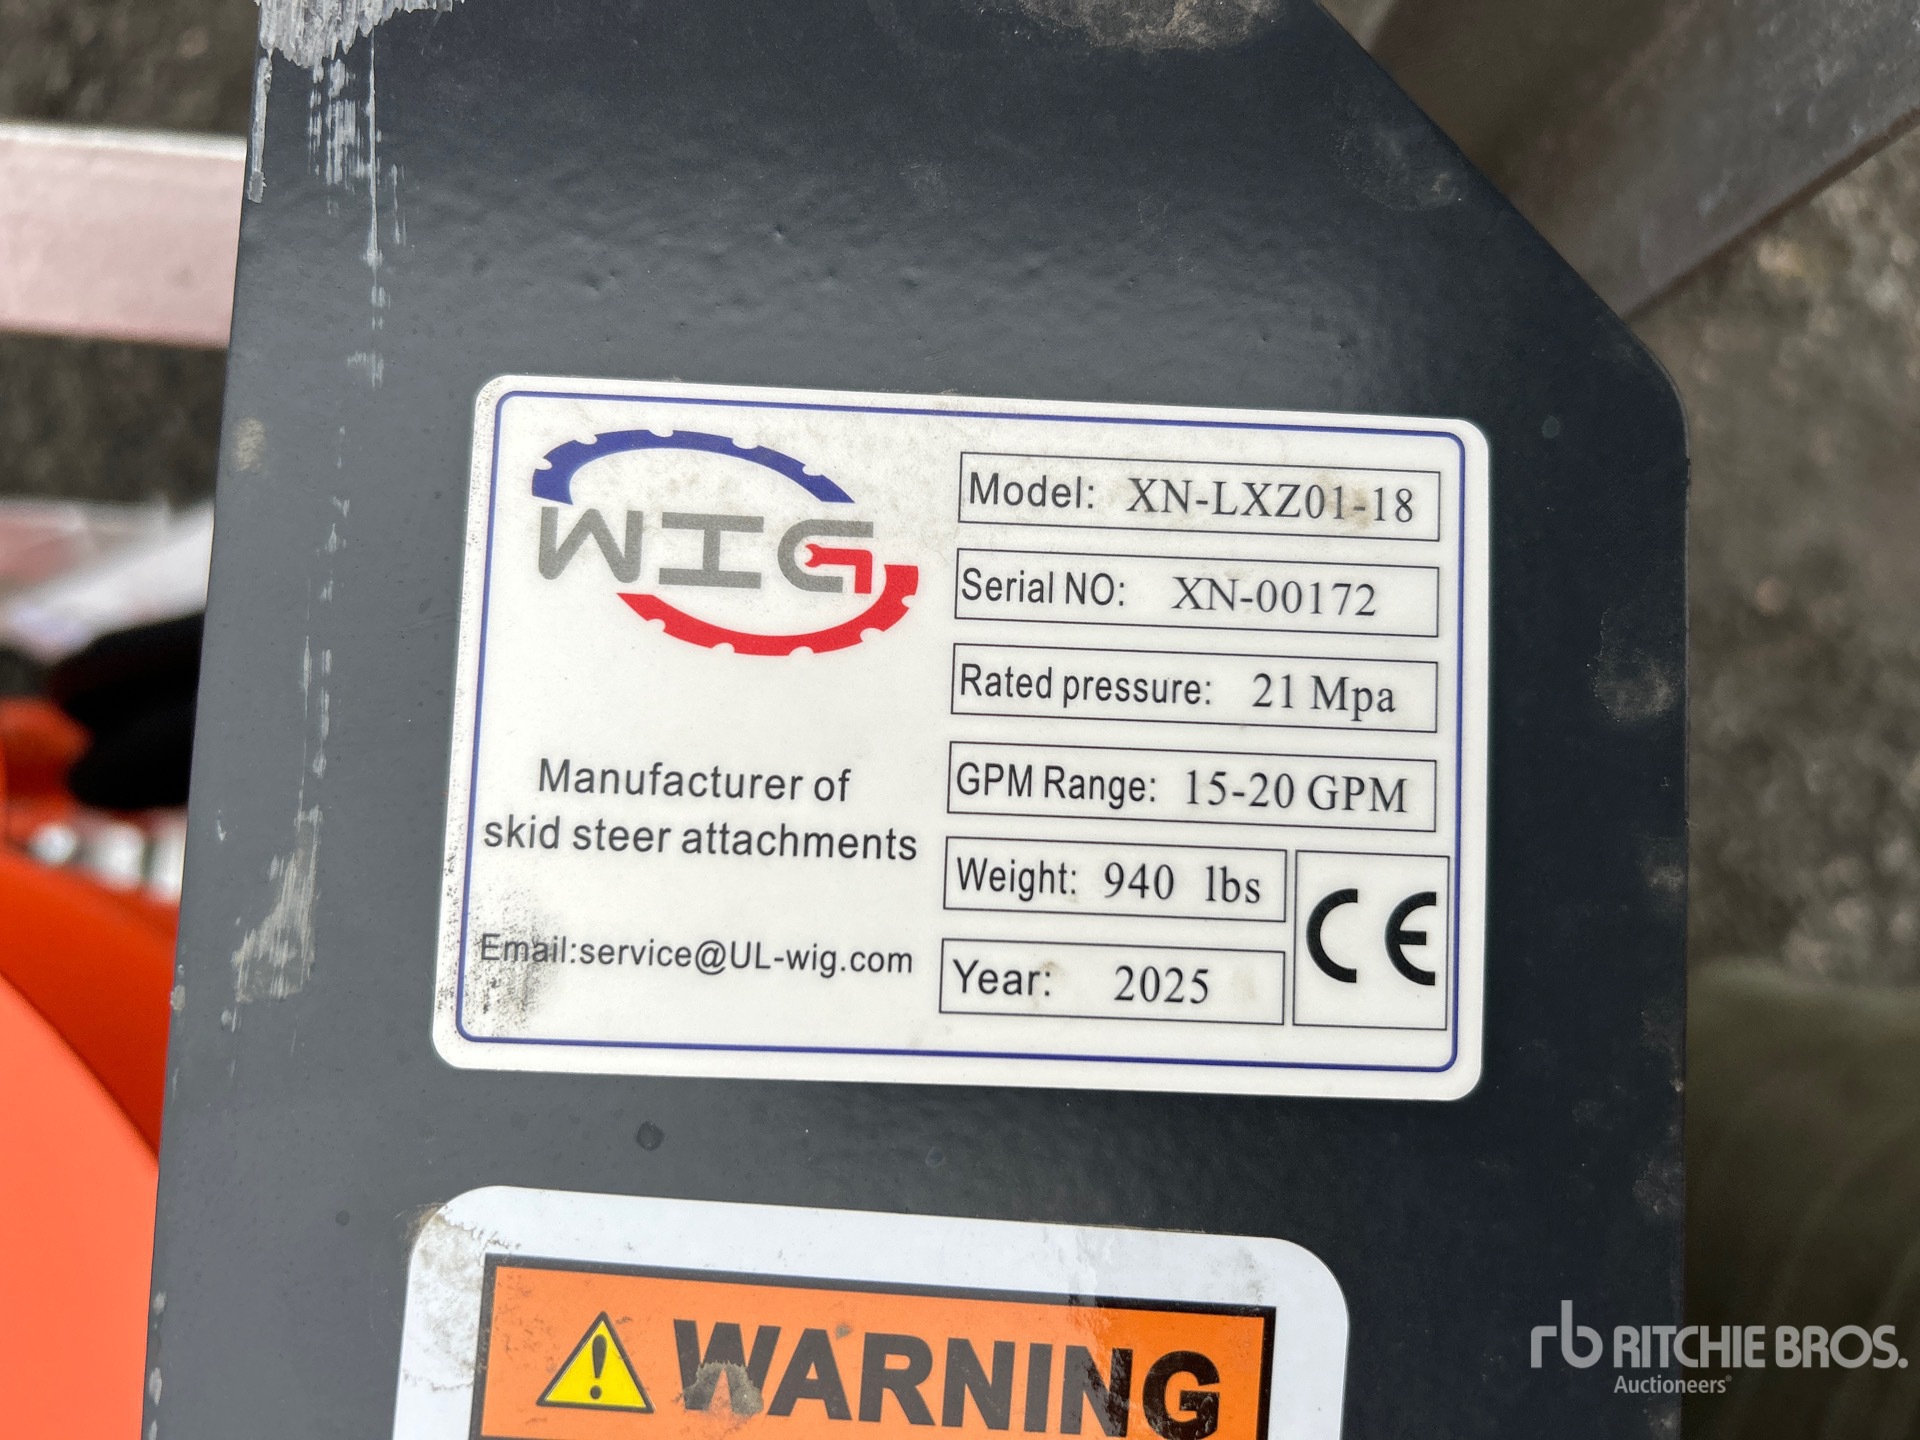 WIG
Manufacturer of
skid steer attachments
Email:service@UL-wig.com
Model: XN-LXZ01-18
Serial NO: XN-00172
Rated pressure: 21 Mpa
GPM Range: 15-20 GPM
Weight: 940 lbs
Year: 2025
CE
WARNING
rb RITCHIE BROS.
Auctioneers®